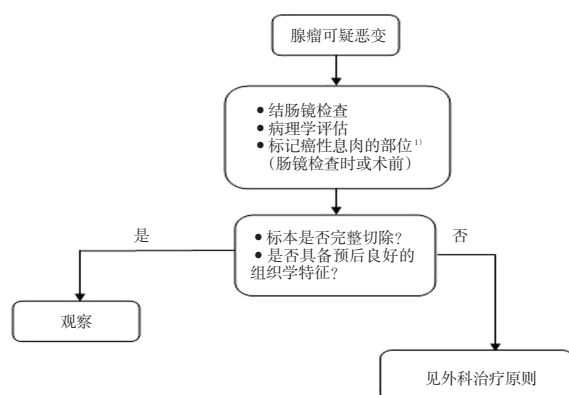 腺瘤可疑恶变
●结肠镜检查
●病理学评估
●标记癌性息肉的部位¹⁾
（肠镜检查时或术前）
是
●标本是否完整切除？
●是否具备预后良好的
组织学特征？
否
观察
见外科治疗原则